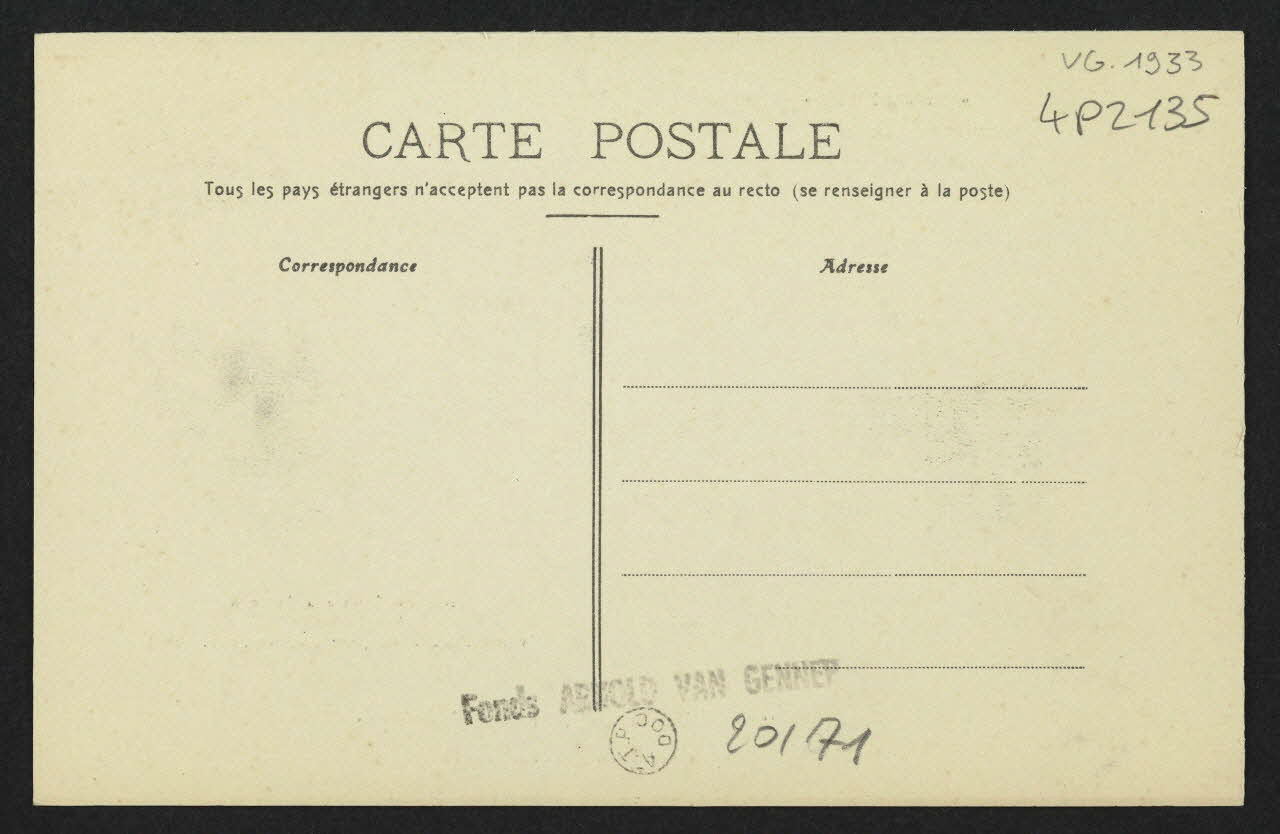 VG. 1933
4P2135
CARTE POSTALE
Tous les pays étrangers n'acceptent pas la correspondance au recto (se renseigner à la poste)
Correspondance
Adresse
Fonds ARNOLD VAN GENNEP
DOC A.T.P.
20171